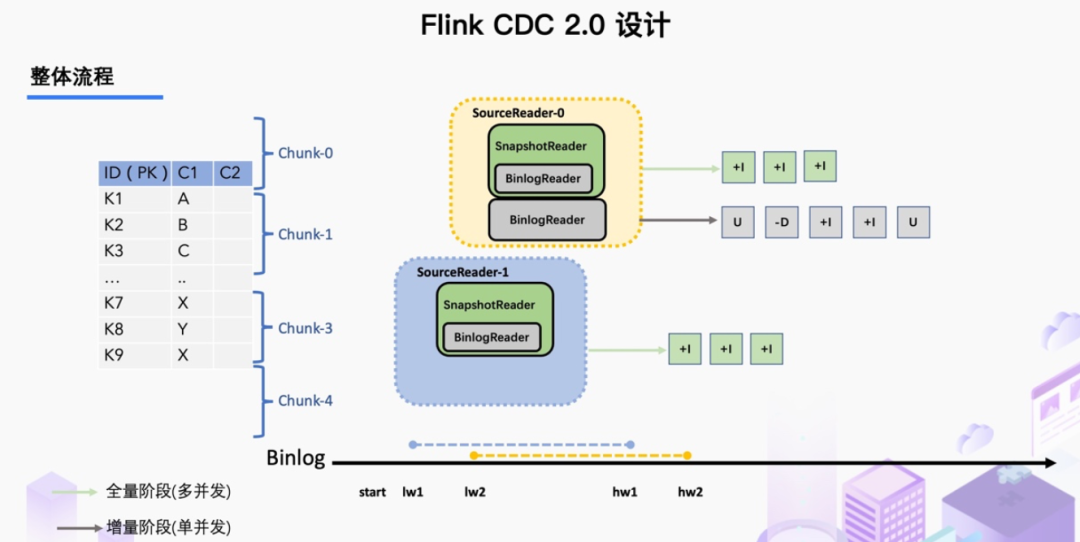 Flink CDC 2.0 设计
整体流程
ID ( PK ) C1 C2
K1 A
K2 B
K3 C
... ..
K7 X
K8 Y
K9 X
Chunk-0
Chunk-1
Chunk-3
Chunk-4
SourceReader-0
SnapshotReader
BinlogReader
BinlogReader
+I +I +I
U -D +I +I U
SourceReader-1
SnapshotReader
BinlogReader
+I +I +I
Binlog
start lw1 lw2 hw1 hw2
全量阶段(多并发)
增量阶段(单并发)